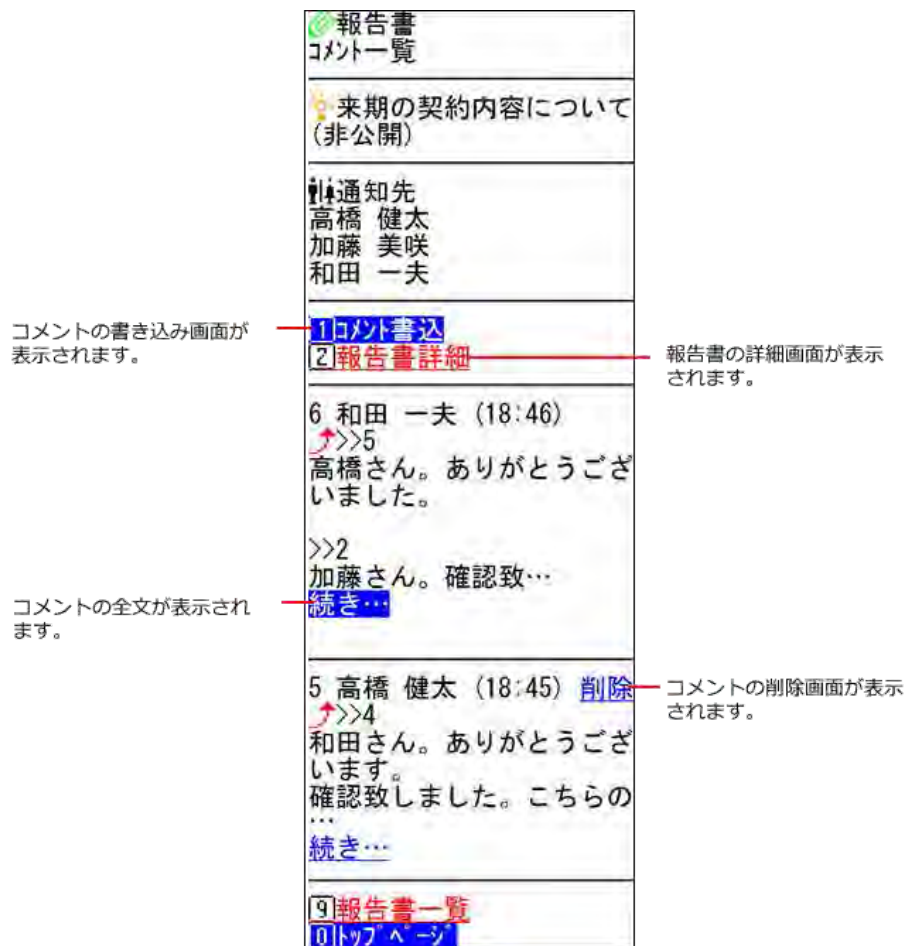 報告書
コメント一覧
来期の契約内容について
(非公開)
通知先
高橋 健太
加藤 美咲
和田 一夫
コメントの書き込み画面が
表示されます。
1コメント書込
2報告書詳細
報告書の詳細画面が表示
されます。
6 和田 一夫 (18:46)
>>5
高橋さん。ありがとうござ
いました。
>>2
加藤さん。確認致…
続き…
コメントの全文が表示され
ます。
5 高橋 健太 (18:45) 削除
コメントの削除画面が表示
されます。
>>4
和田さん。ありがとうござ
います。
確認致しました。こちらの
…
続き…
9報告書一覧
0トップページ